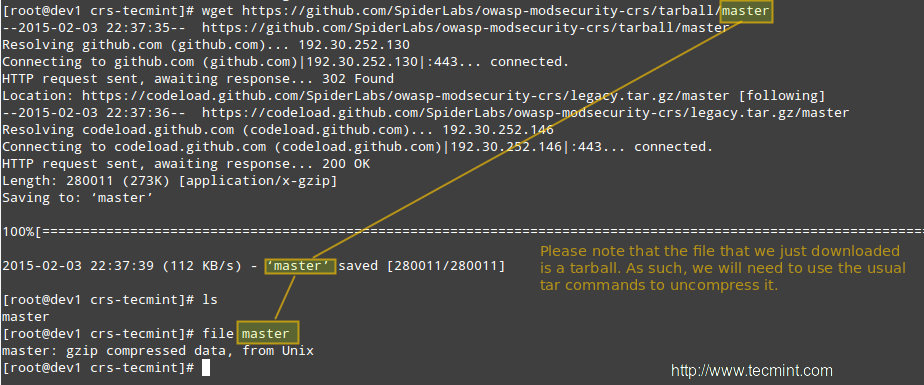 [root@dev1 crs-tecmint]# wget https://github.com/SpiderLabs/owasp-modsecurity-crs/tarball/master
--2015-02-03 22:37:35--  https://github.com/SpiderLabs/owasp-modsecurity-crs/tarball/master
Resolving github.com (github.com)... 192.30.252.130
Connecting to github.com (github.com)|192.30.252.130|:443... connected.
HTTP request sent, awaiting response... 302 Found
Location: https://codeload.github.com/SpiderLabs/owasp-modsecurity-crs/legacy.tar.gz/master [following]
--2015-02-03 22:37:36--  https://codeload.github.com/SpiderLabs/owasp-modsecurity-crs/legacy.tar.gz/master
Resolving codeload.github.com (codeload.github.com)... 192.30.252.146
Connecting to codeload.github.com (codeload.github.com)|192.30.252.146|:443... connected.
HTTP request sent, awaiting response... 200 OK
Length: 280011 (273K) [application/x-gzip]
Saving to: ‘master’
100%[==============================================================================================================
2015-02-03 22:37:39 (112 KB/s) - ‘master’ saved [280011/280011]
Please note that the file that we just downloaded
is a tarball. As such, we will need to use the usual
tar commands to uncompress it.
[root@dev1 crs-tecmint]# ls
master
[root@dev1 crs-tecmint]# file master
master: gzip compressed data, from Unix
[root@dev1 crs-tecmint]#
http://www.tecmint.com